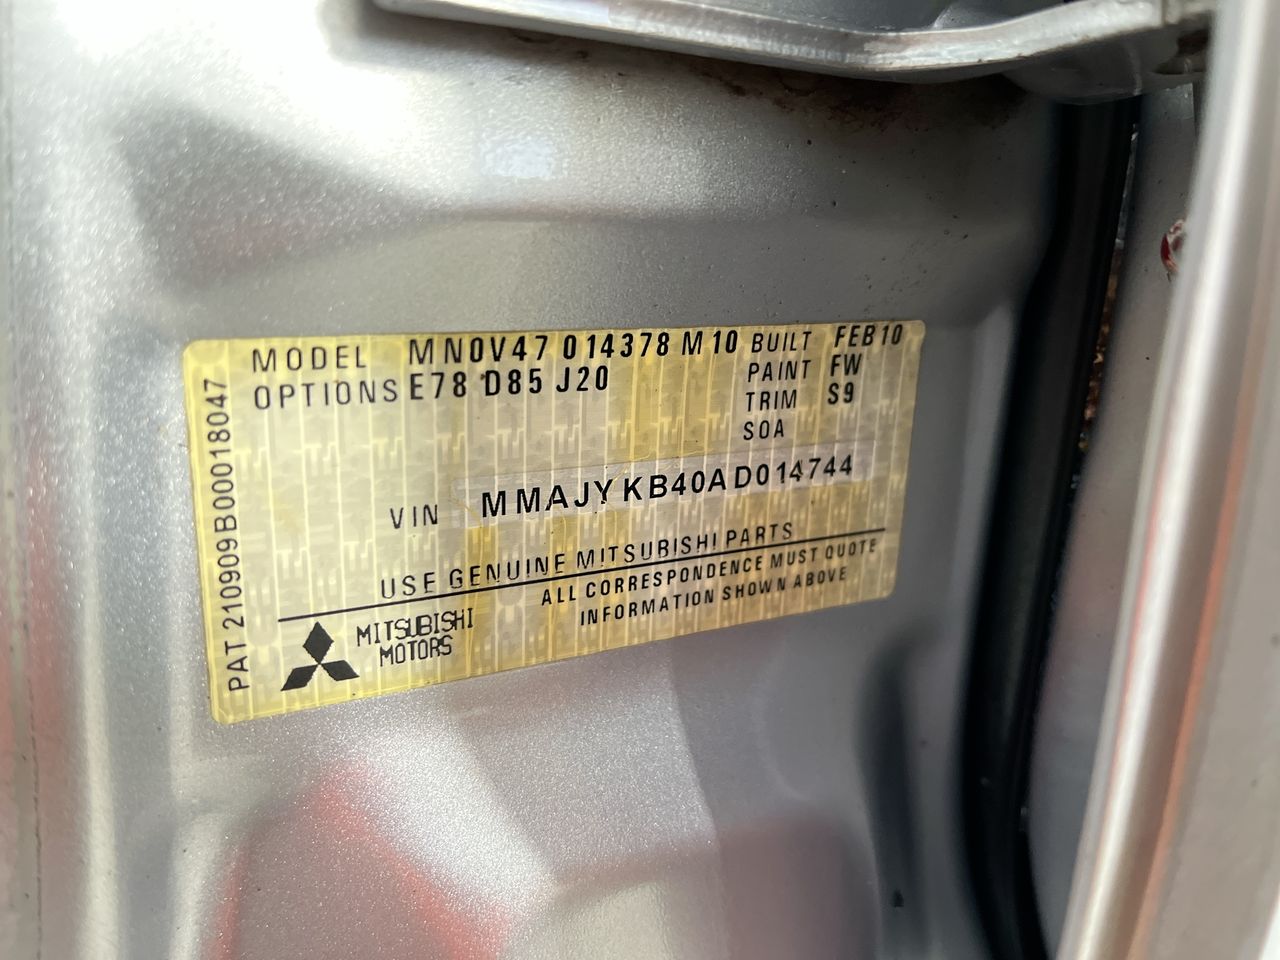 MODEL MN0V47 014378 M10 BUILT FEB10
OPTIONS E78 D85 J20 PAINT FW
TRIM S9
SOA
VIN MMAJYKB40AD014744
USE GENUINE MITSUBISHI PARTS
ALL CORRESPONDENCE MUST QUOTE
INFORMATION SHOWN ABOVE
MITSUBISHI
MOTORS
PAT 210909B00018047